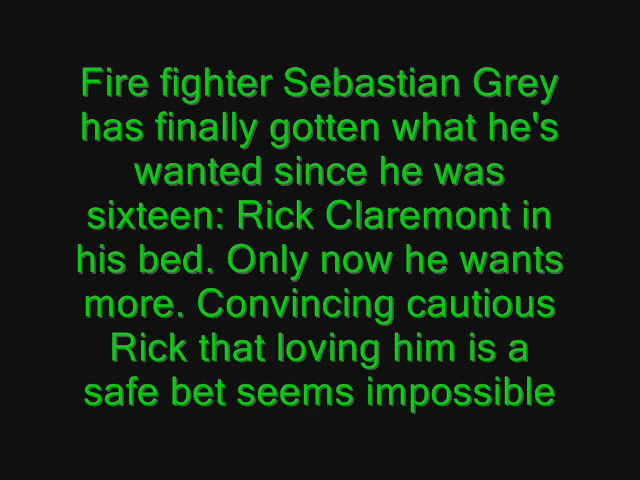 Fire fighter Sebastian Grey
has finally gotten what he's
wanted since he was
sixteen: Rick Claremont in
his bed. Only now he wants
more. Convincing cautious
Rick that loving him is a
safe bet seems impossible